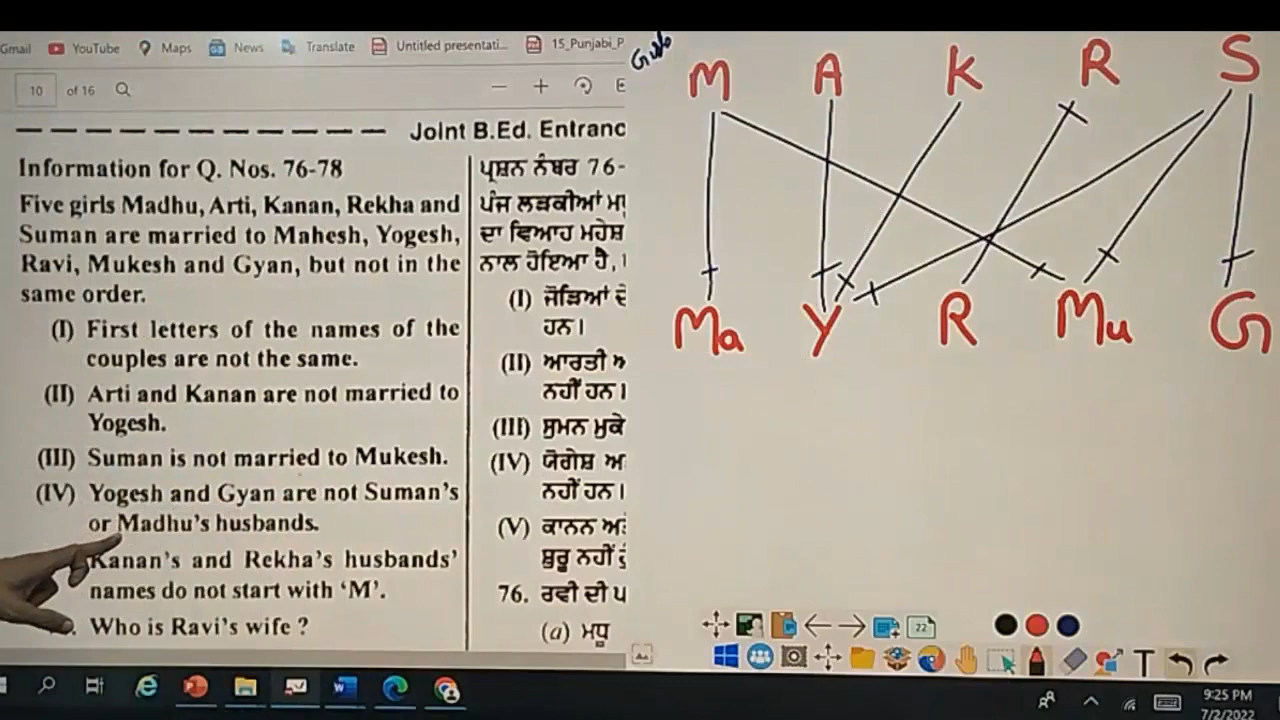 Gmail YouTube Maps News Translate Untitled presentati... 15_Punjabi_P
10 of 16
M A K R S
Joint B.Ed. Entranc
Information for Q. Nos. 76-78
Five girls Madhu, Arti, Kanan, Rekha and
Suman are married to Mahesh, Yogesh,
Ravi, Mukesh and Gyan, but not in the
same order.
(I) First letters of the names of the
couples are not the same.
(II) Arti and Kanan are not married to
Yogesh.
(III) Suman is not married to Mukesh.
(IV) Yogesh and Gyan are not Suman's
or Madhu's husbands.
Kanan's and Rekha's husbands'
names do not start with 'M'.
Who is Ravi's wife ?
ਪ੍ਰਸ਼ਨ ਨੰਬਰ 76-
ਪੰਜ ਲੜਕੀਆਂ
ਦਾ ਵਿਆਹ ਮਹੇਸ਼
ਨਾਲ ਹੋਇਆ ਹੈ,
(I) ਜੋੜਿਆਂ ਦੇ
ਹਨ।
(II) ਆਰਤੀ ਅ
ਨਹੀਂ ਹਨ।
(III) ਸੁਮਨ ਮੁਕੇ
(IV) ਯੋਗੇਸ਼ ਅ
ਨਹੀਂ ਹਨ।
(V) ਕਾਨਨ ਅ
ਸ਼ੁਰੂ ਨਹੀਂ ਹੁੰ
76. ਰਵੀ ਦੀ ਪ
(a) ਮਧੂ
Ma Y R Mu G
22
T
9:25 PM
7/2/2022